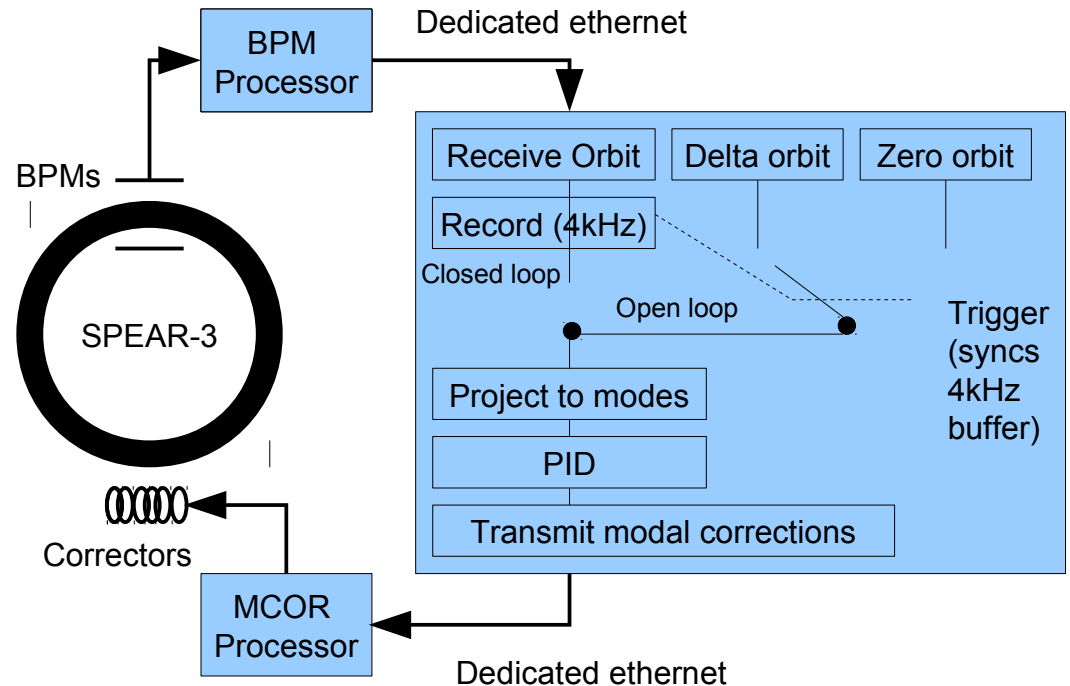 Dedicated ethernet
BPM
Processor
Receive Orbit
Delta orbit
Zero orbit
BPMs
Record (4kHz)
Closed loop
Open loop
SPEAR-3
Trigger
(syncs
4kHz
buffer)
Project to modes
PID
Transmit modal corrections
Correctors
MCOR
Processor
Dedicated ethernet